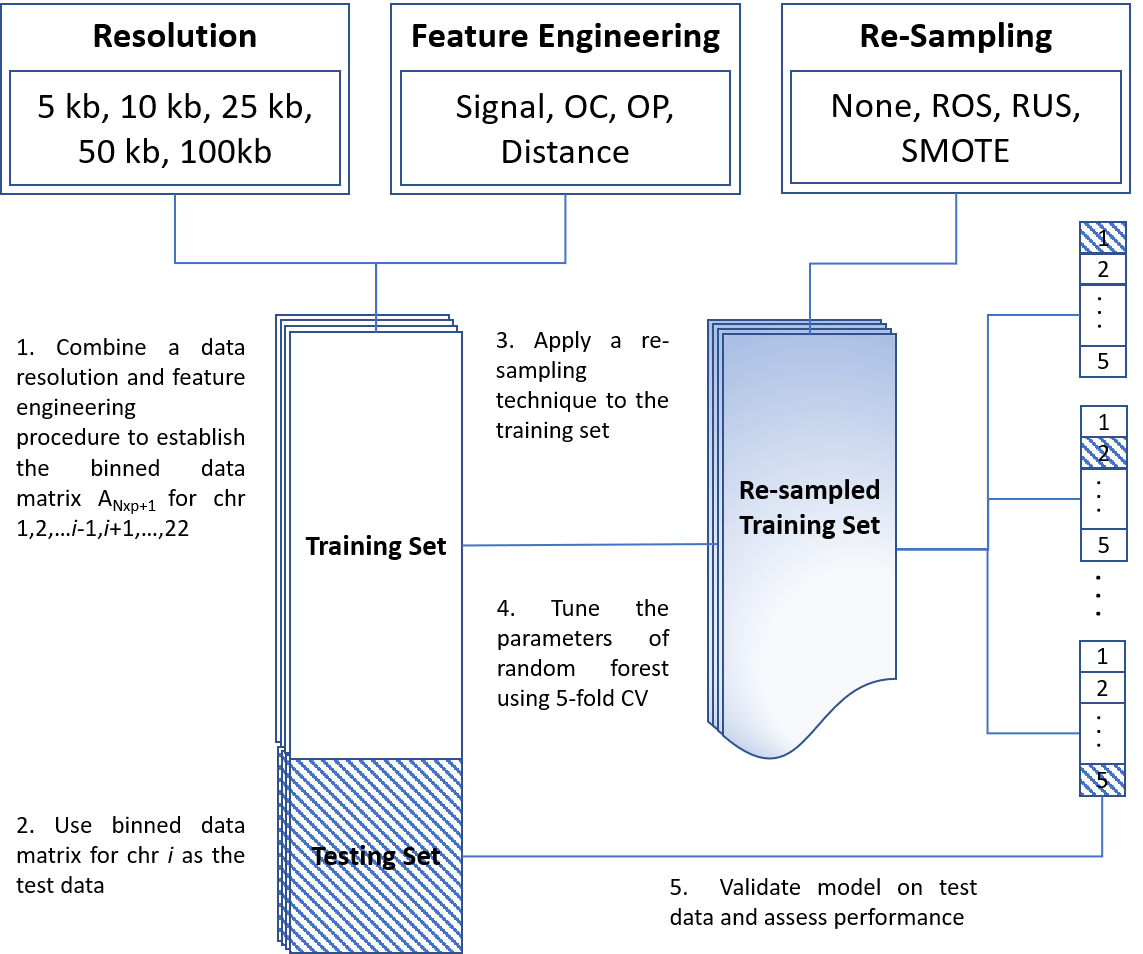 Resolution
5 kb, 10 kb, 25 kb,
50 kb, 100kb
Feature Engineering
Signal, OC, OP,
Distance
Re-Sampling
None, ROS, RUS,
SMOTE
1. Combine a data
resolution and feature
engineering
procedure to establish
the binned data
matrix A_Nxp+1 for chr
1,2,...i-1,i+1,...,22
2. Use binned data
matrix for chr i as the
test data
Training Set
Testing Set
3. Apply a re-
sampling
technique to the
training set
4. Tune the
parameters of
random forest
using 5-fold CV
Re-sampled
Training Set
1
2
⋮
5
1
2
⋮
5
⋮
1
2
⋮
5
5. Validate model on test
data and assess performance